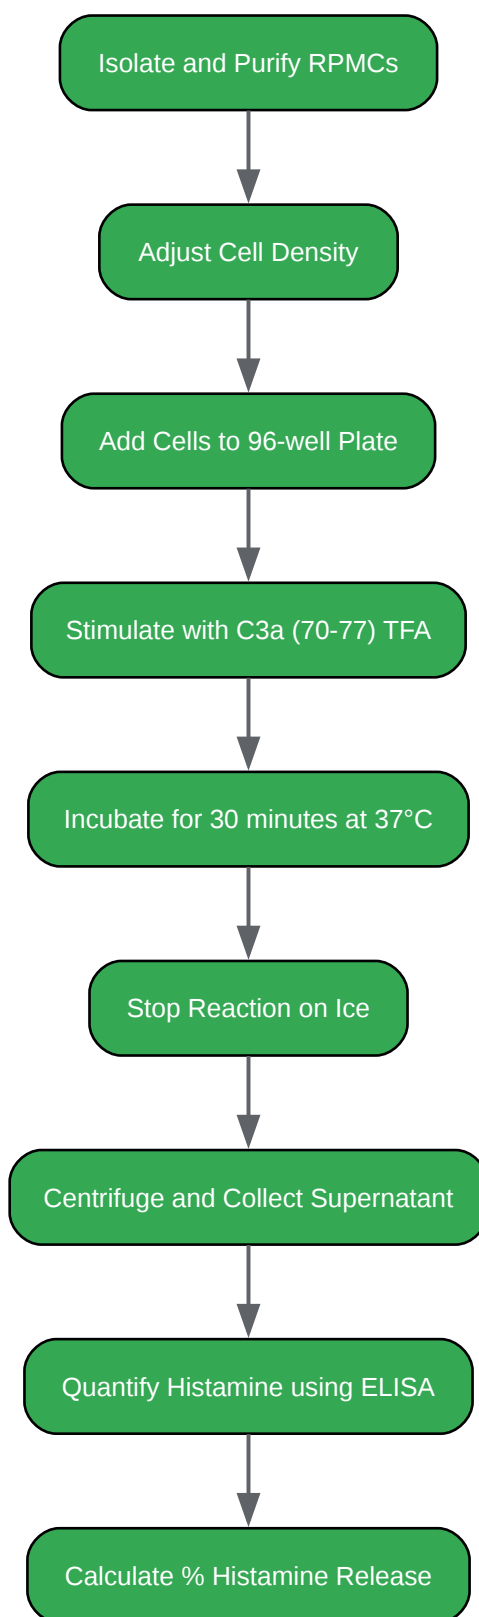 Isolate and Purify RPMCs
Adjust Cell Density
Add Cells to 96-well Plate
Stimulate with C3a (70-77) TFA
Incubate for 30 minutes at 37°C
Stop Reaction on Ice
Centrifuge and Collect Supernatant
Quantify Histamine using ELISA
Calculate % Histamine Release